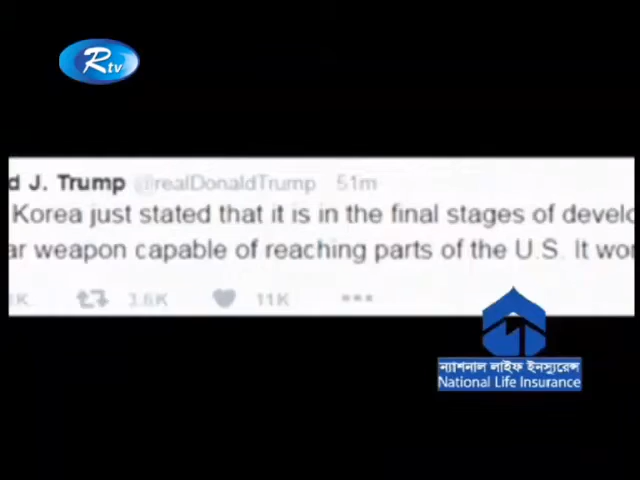 Rtv
d J. Trump @realDonaldTrump 51m
Korea just stated that it is in the final stages of develo
ar weapon capable of reaching parts of the U.S. It wo
K 3.6K 11K
ন্যাশনাল লাইফ ইনস্যুরেন্স
National Life Insurance